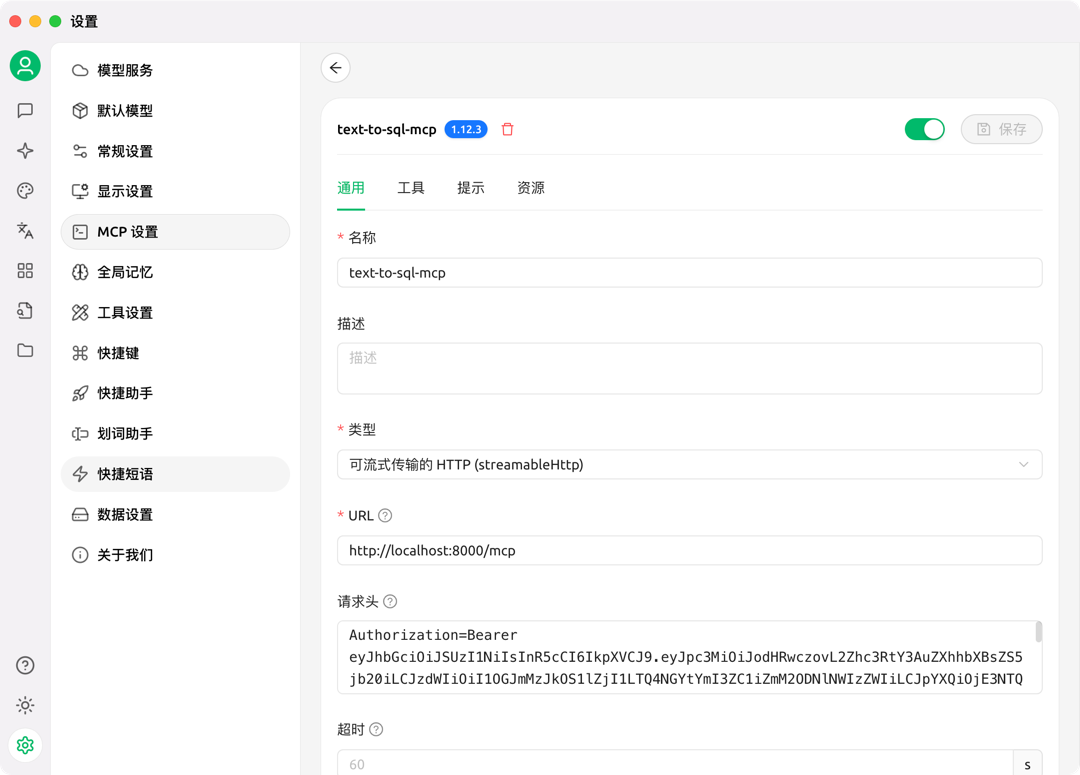 设置
模型服务
默认模型
常规设置
显示设置
MCP 设置
全局记忆
工具设置
快捷键
快捷助手
划词助手
快捷短语
数据设置
关于我们
text-to-sql-mcp 1.12.3 保存
通用 工具 提示 资源
* 名称
text-to-sql-mcp
描述
描述
* 类型
可流式传输的 HTTP (streamableHttp)
* URL
http://localhost:8000/mcp
请求头
Authorization=Bearer
eyJhbGciOiJSUzI1NiIsInR5cCI6IkpXVCJ9.eyJpc3MiOiJodHRwczovL2Zhc3RtY3AuZXhhbXBsZS5
jb20iLCJzdWIiOiI1OGJmMzJkOS1lZjI1LTQ4NGYtYmI3ZC1iZmM2ODNlNWIzZWIiLCJpYXQiOjE3NTQ
超时
60 s